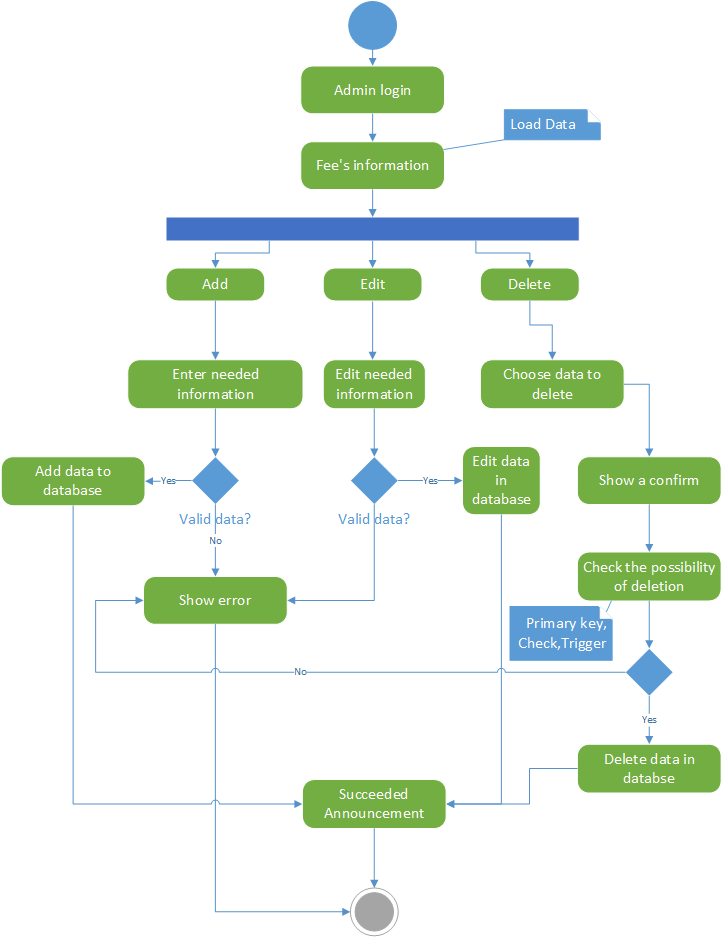 Admin login
Load Data
Fee's information
Add
Edit
Delete
Enter needed
information
Edit needed
information
Choose data to
delete
Add data to
database
Yes
Valid data?
No
Yes
Valid data?
Edit data
in
database
Show a confirm
Check the possibility
of deletion
Show error
Primary key,
Check,Trigger
No
Yes
Delete data in
databse
Succeeded
Announcement